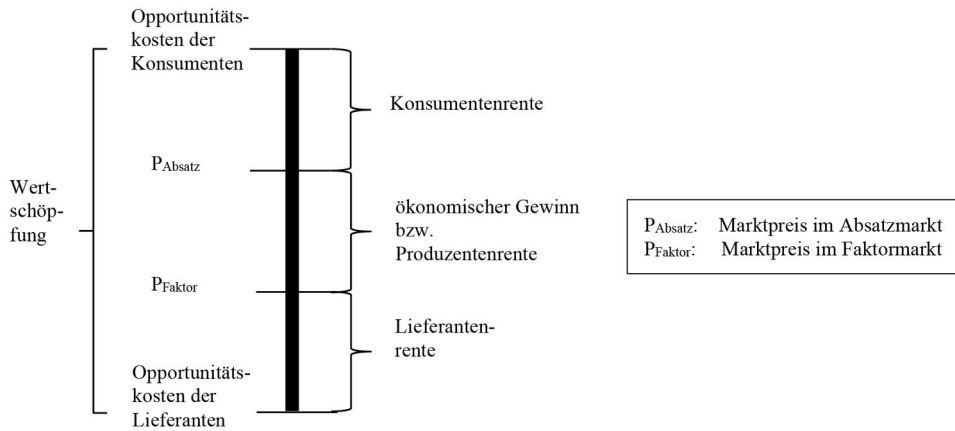 Opportunitäts-
kosten der
Konsumenten
Konsumentenrente
PAbsatz
Wert-
schöp-
fung
ökonomischer Gewinn
bzw.
Produzentenrente
PAbsatz: Marktpreis im Absatzmarkt
PFaktor: Marktpreis im Faktormarkt
PFaktor
Lieferanten-
rente
Opportunitäts-
kosten der
Lieferanten